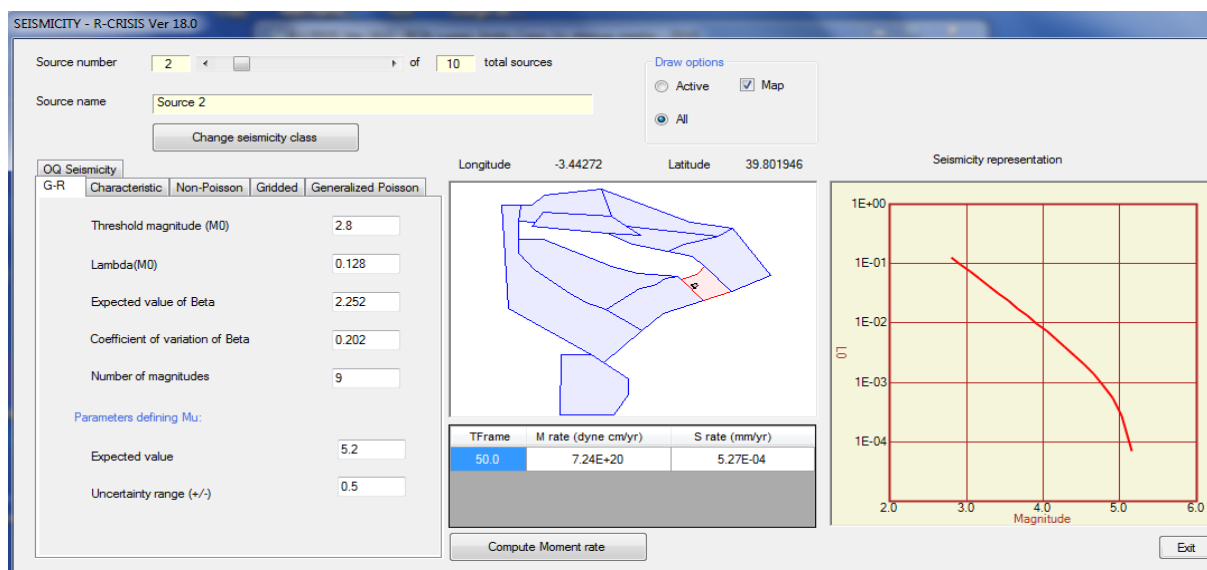 SEISMICITY - R-CRISIS Ver 18.0
Source number 2 of 10 total sources
Source name Source 2
Change seismicity class
Draw options
Active Map
All
OQ Seismicity
G-R Characteristic Non-Poisson Gridded Generalized Poisson
Threshold magnitude (M0) 2.8
Lambda(M0) 0.128
Expected value of Beta 2.252
Coefficient of variation of Beta 0.202
Number of magnitudes 9
Parameters defining Mu:
Expected value 5.2
Uncertainty range (+/-) 0.5
Longitude -3.44272 Latitude 39.801946
TFrame M rate (dyne cm/yr) S rate (mm/yr)
50.0 7.24E+20 5.27E-04
Compute Moment rate
Seismicity representation
1E+00
1E-01
1E-02
L0
1E-03
1E-04
2.0 3.0 4.0 5.0 6.0
Magnitude
Exit